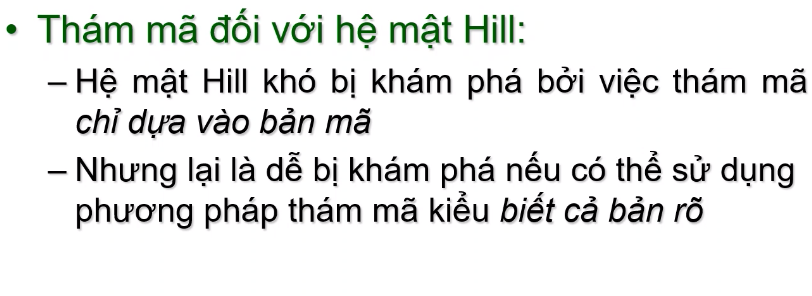 • Thám mã đối với hệ mật Hill:
– Hệ mật Hill khó bị khám phá bởi việc thám mã
chỉ dựa vào bản mã
– Nhưng lại là dễ bị khám phá nếu có thể sử dụng
phương pháp thám mã kiểu biết cả bản rõ